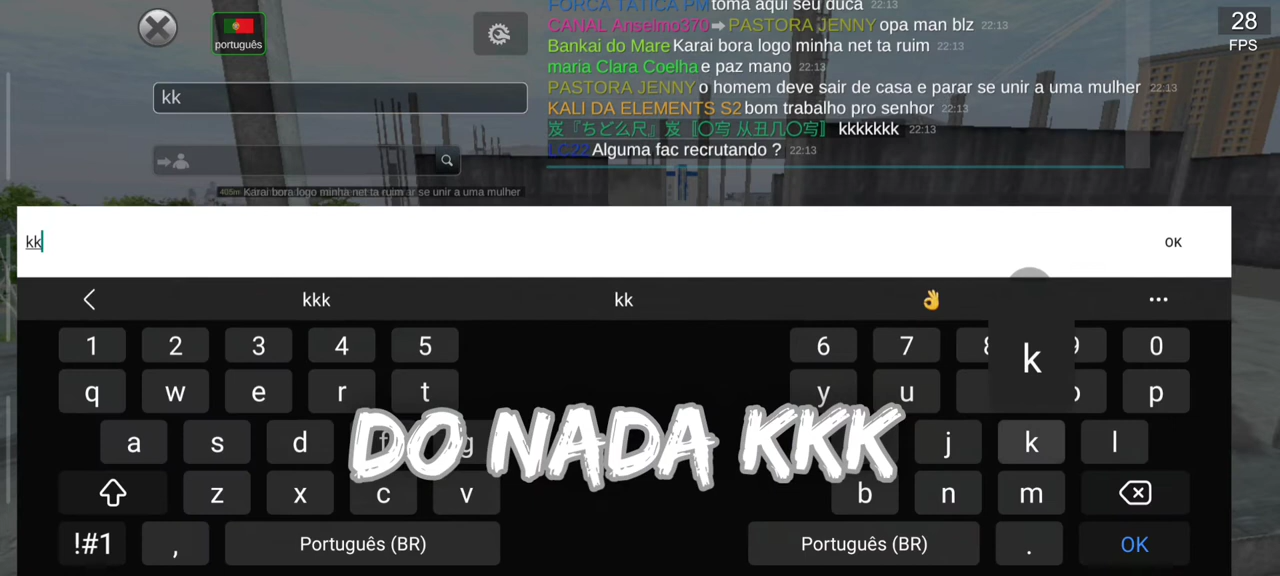 28
FPS
português
FORCA TATICA PM toma aqui seu duca 22:13
CANAL Anselmo370➡PASTORA JENNY opa man blz 22:13
Bankai do Mare Karai bora logo minha net ta ruim 22:13
maria Clara Coelha e paz mano 22:13
PASTORA JENNY o homem deve sair de casa e parar se unir a uma mulher 22:13
KALI DA ELEMENTS S2 bom trabalho pro senhor 22:13
kkkkkkk 22:13
LC22 Alguma fac recrutando ? 22:13
kk
405m Karai bora logo minha net ta ruim ar se unir a uma mulher
kk
OK
kkk kk 👌 ...
1 2 3 4 5 6 7 8 9 0
q w e r t y u o p
k
a s d f g j k l
DO NADA KKK
z x c v b n m
!#1 , Português (BR) Português (BR) . OK